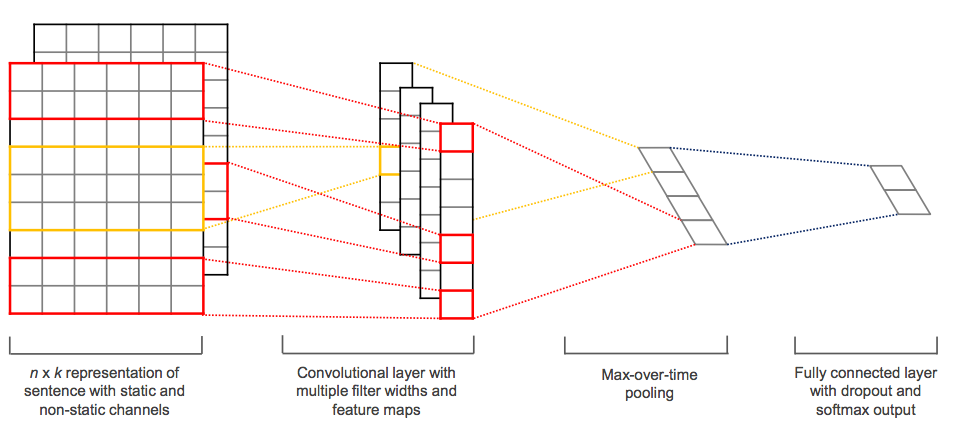 n x k representation of
sentence with static and
non-static channels
Convolutional layer with
multiple filter widths and
feature maps
Max-over-time
pooling
Fully connected layer
with dropout and
softmax output